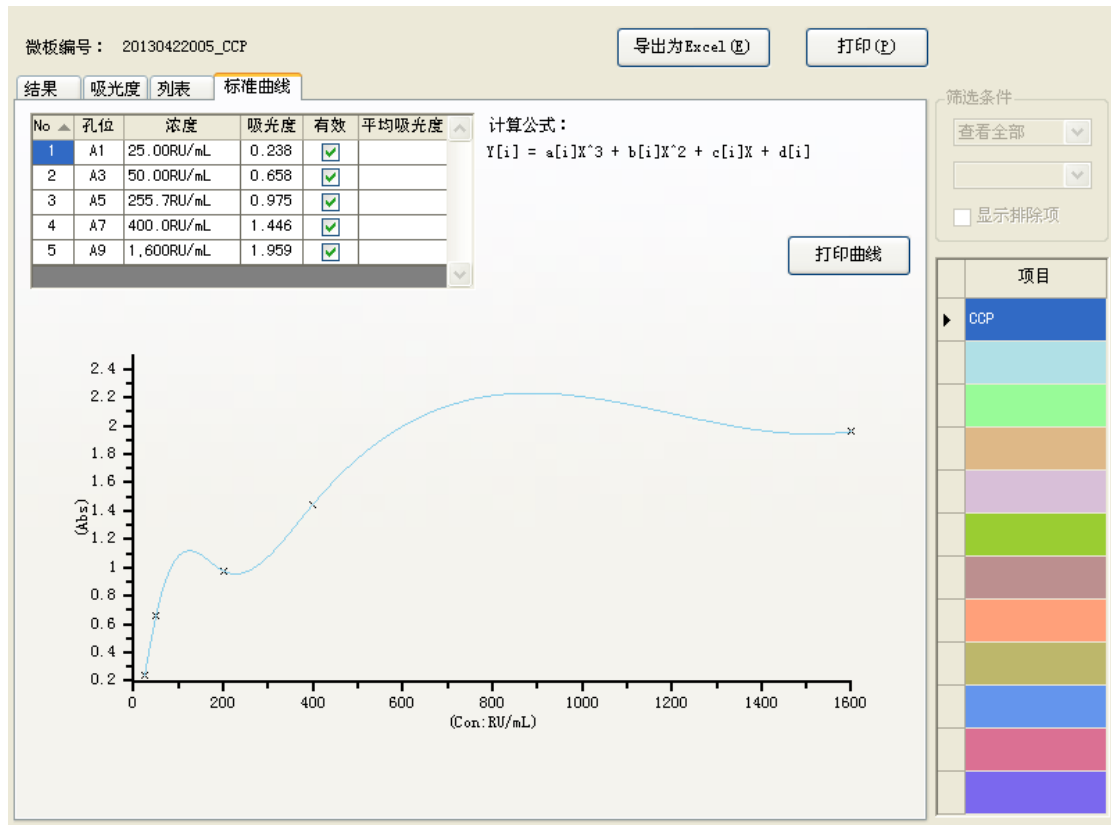 微板编号： 20130422005_CCP
导出为Excel(E)
打印(P)
结果 吸光度 列表 标准曲线
No 孔位 浓度 吸光度 有效 平均吸光度
1 A1 25.00RU/mL 0.238
2 A3 50.00RU/mL 0.658
3 A5 255.7RU/mL 0.975
4 A7 400.0RU/mL 1.446
5 A9 1,600RU/mL 1.959
计算公式：
Y[i] = a[i]X^3 + b[i]X^2 + c[i]X + d[i]
打印曲线
筛选条件
查看全部
显示排除项
项目
CCP
2.4
2.2
2
1.8
1.6
1.4
1.2
1
0.8
0.6
0.4
0.2
(Abs)
0 200 400 600 800 1000 1200 1400 1600
(Con:RU/mL)